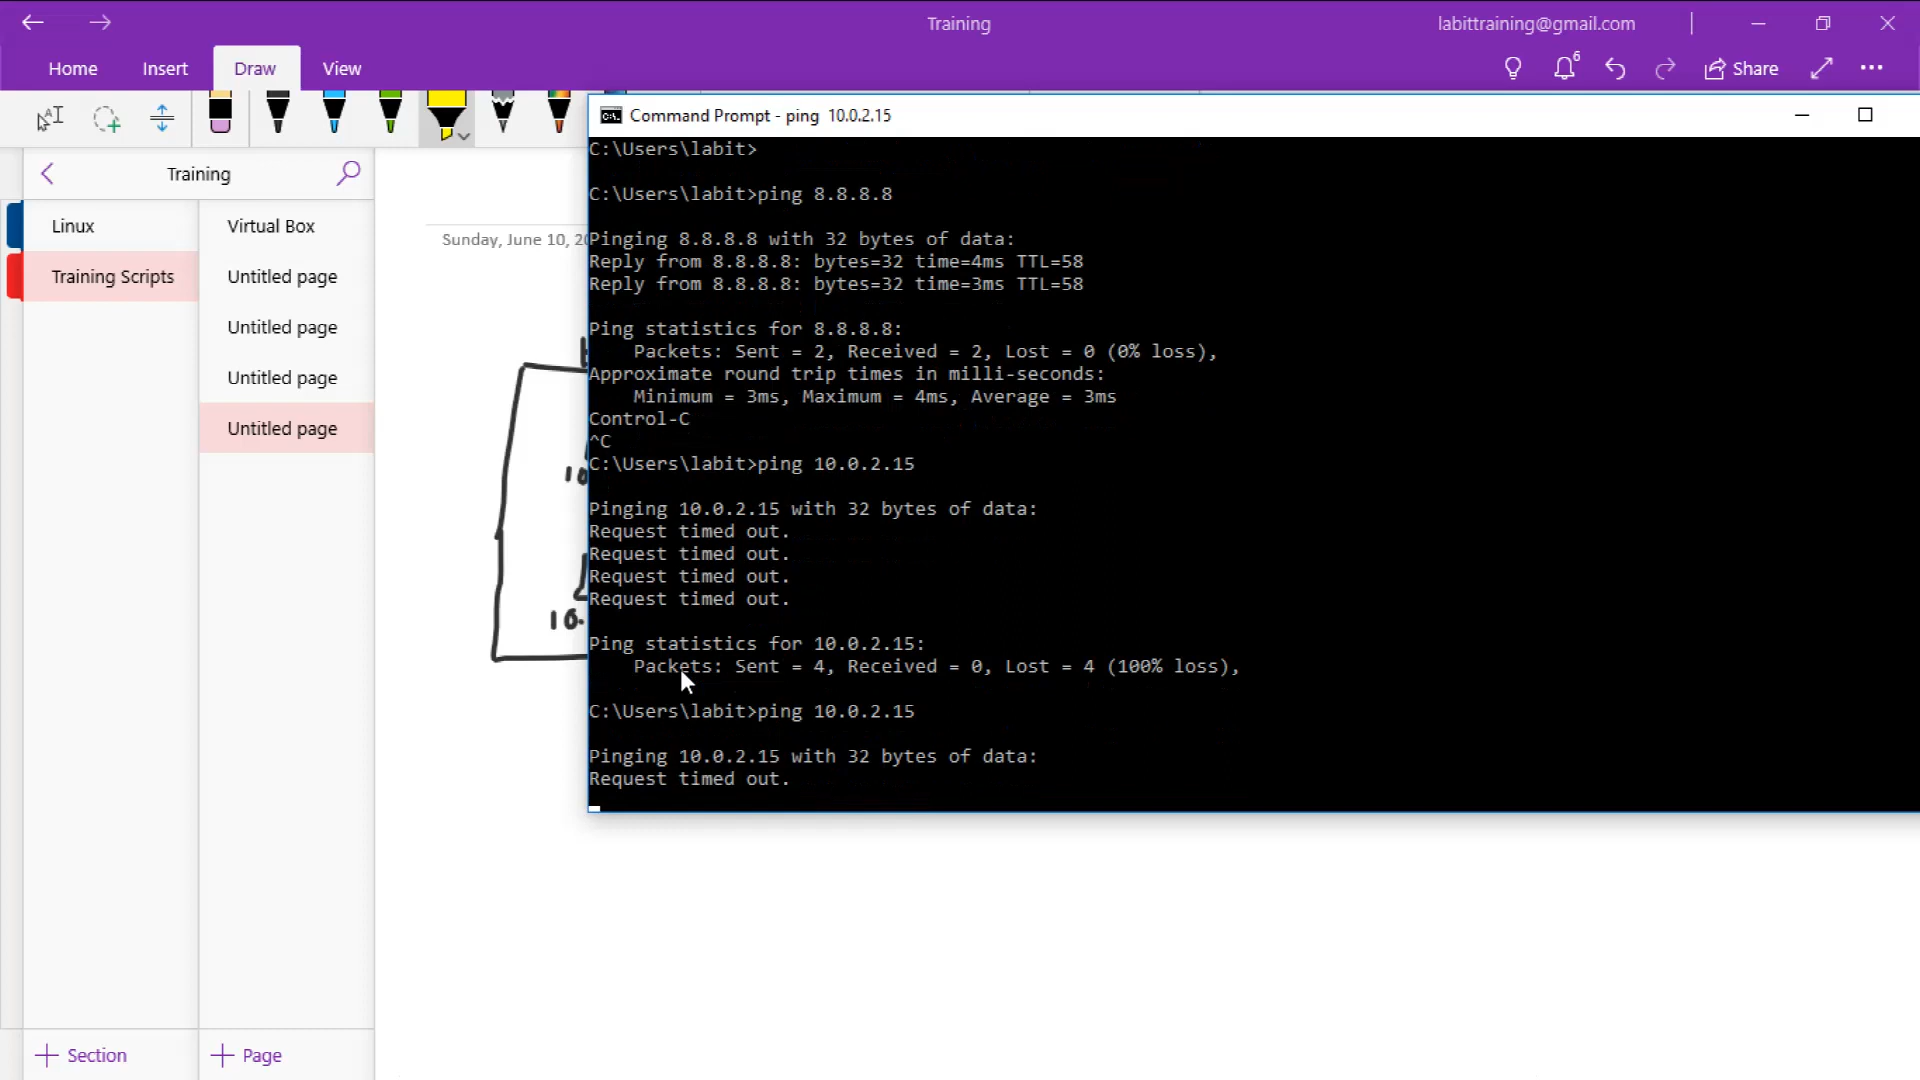 Training
labittraining@gmail.com
Home
Insert
Draw
View
6
Share
Training
Linux
Training Scripts
Virtual Box
Untitled page
Untitled page
Untitled page
Untitled page
Section
Page
Sunday, June 10, 20
10
10.
Command Prompt - ping 10.0.2.15
C:\Users\labit>
C:\Users\labit>ping 8.8.8.8
Pinging 8.8.8.8 with 32 bytes of data:
Reply from 8.8.8.8: bytes=32 time=4ms TTL=58
Reply from 8.8.8.8: bytes=32 time=3ms TTL=58
Ping statistics for 8.8.8.8:
Packets: Sent = 2, Received = 2, Lost = 0 (0% loss),
Approximate round trip times in milli-seconds:
Minimum = 3ms, Maximum = 4ms, Average = 3ms
Control-C
^C
C:\Users\labit>ping 10.0.2.15
Pinging 10.0.2.15 with 32 bytes of data:
Request timed out.
Request timed out.
Request timed out.
Request timed out.
Ping statistics for 10.0.2.15:
Packets: Sent = 4, Received = 0, Lost = 4 (100% loss),
C:\Users\labit>ping 10.0.2.15
Pinging 10.0.2.15 with 32 bytes of data:
Request timed out.